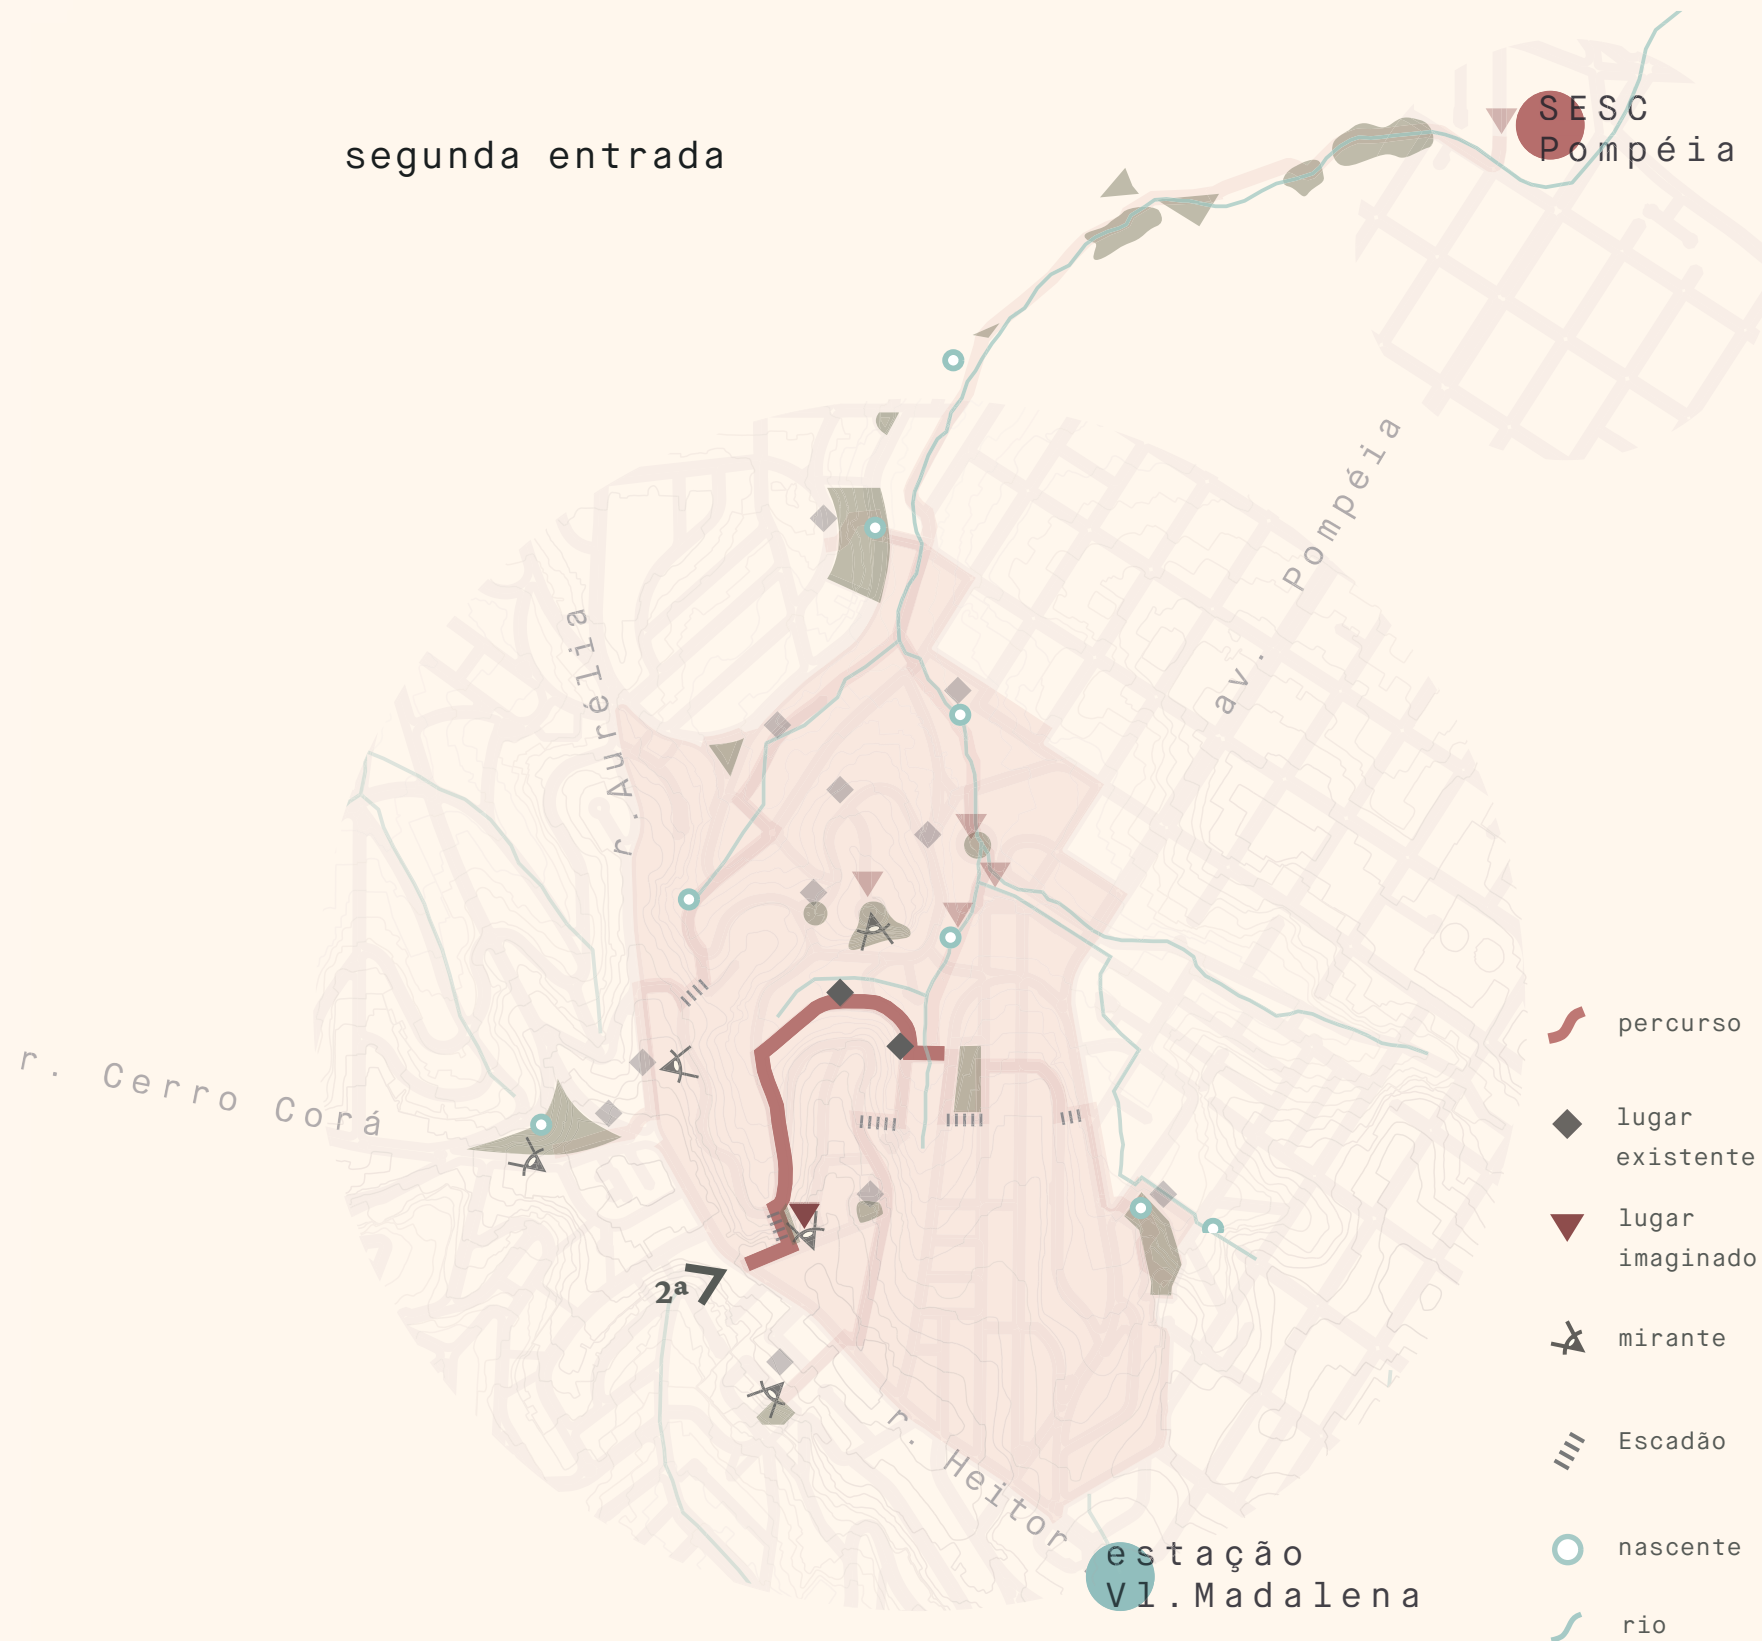 SESC
Pompéia
segunda entrada
av. Pompéia
r. Aurélia
r. Cerro Corá
2ª
r. Heitor
estação
Vl.Madalena
percurso
lugar
existente
lugar
imaginado
mirante
Escadão
nascente
rio